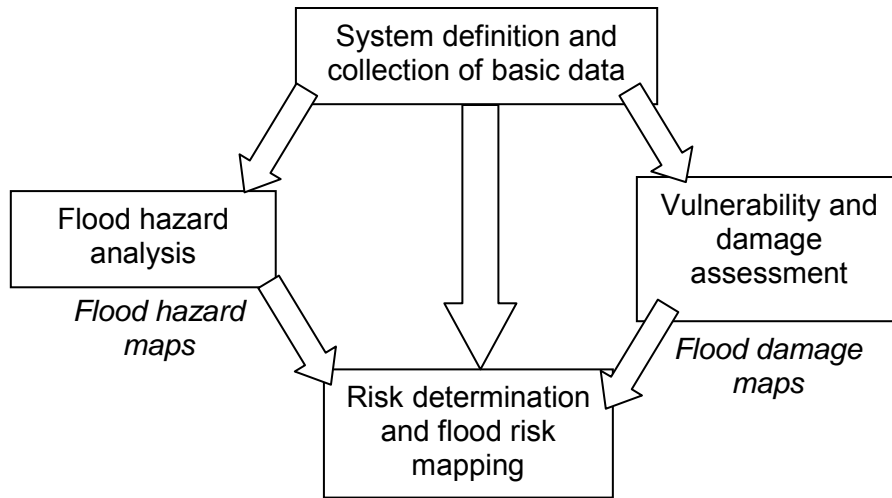 System definition and
collection of basic data
Flood hazard
analysis
Flood hazard
maps
Vulnerability and
damage
assessment
Flood damage
maps
Risk determination
and flood risk
mapping